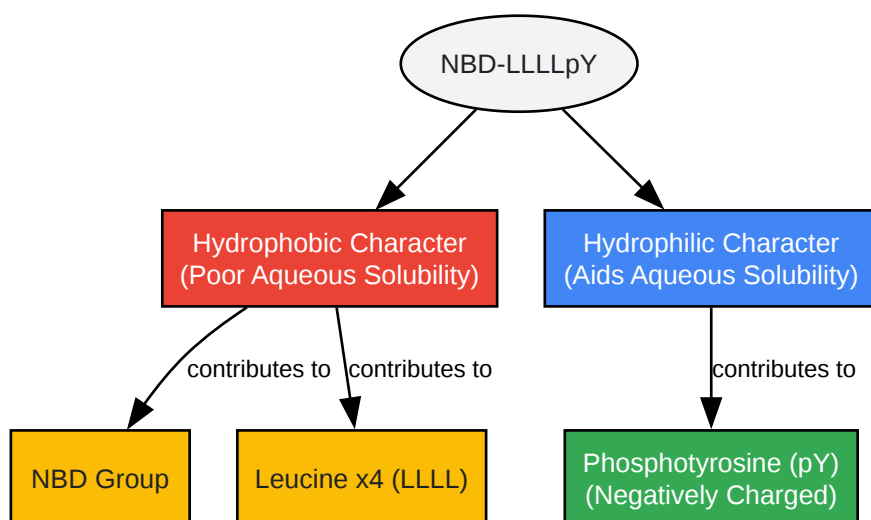 NBD-LLLLpY
Hydrophobic Character
(Poor Aqueous Solubility)
Hydrophilic Character
(Aids Aqueous Solubility)
contributes to
contributes to
contributes to
NBD Group
Leucine x4 (LLLL)
Phosphotyrosine (pY)
(Negatively Charged)